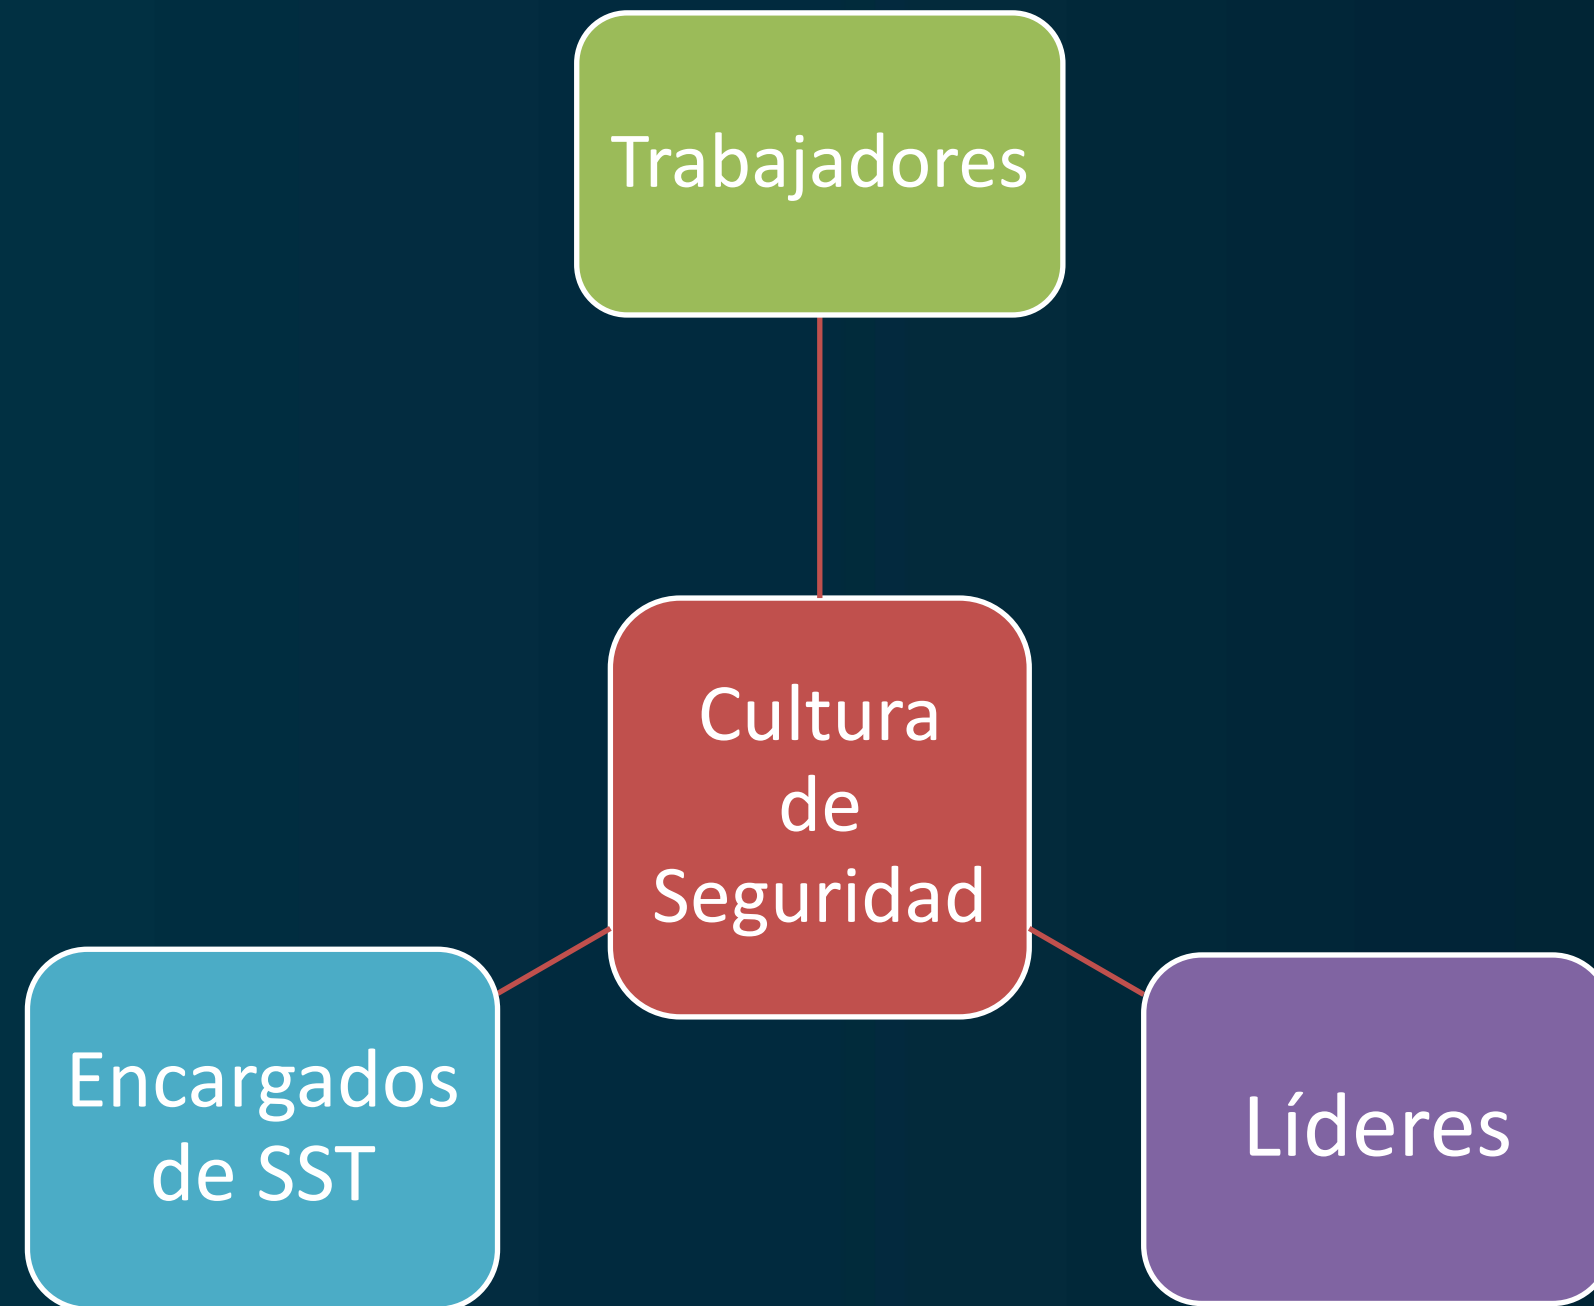 Trabajadores
Cultura
de
Seguridad
Encargados
de SST
Líderes